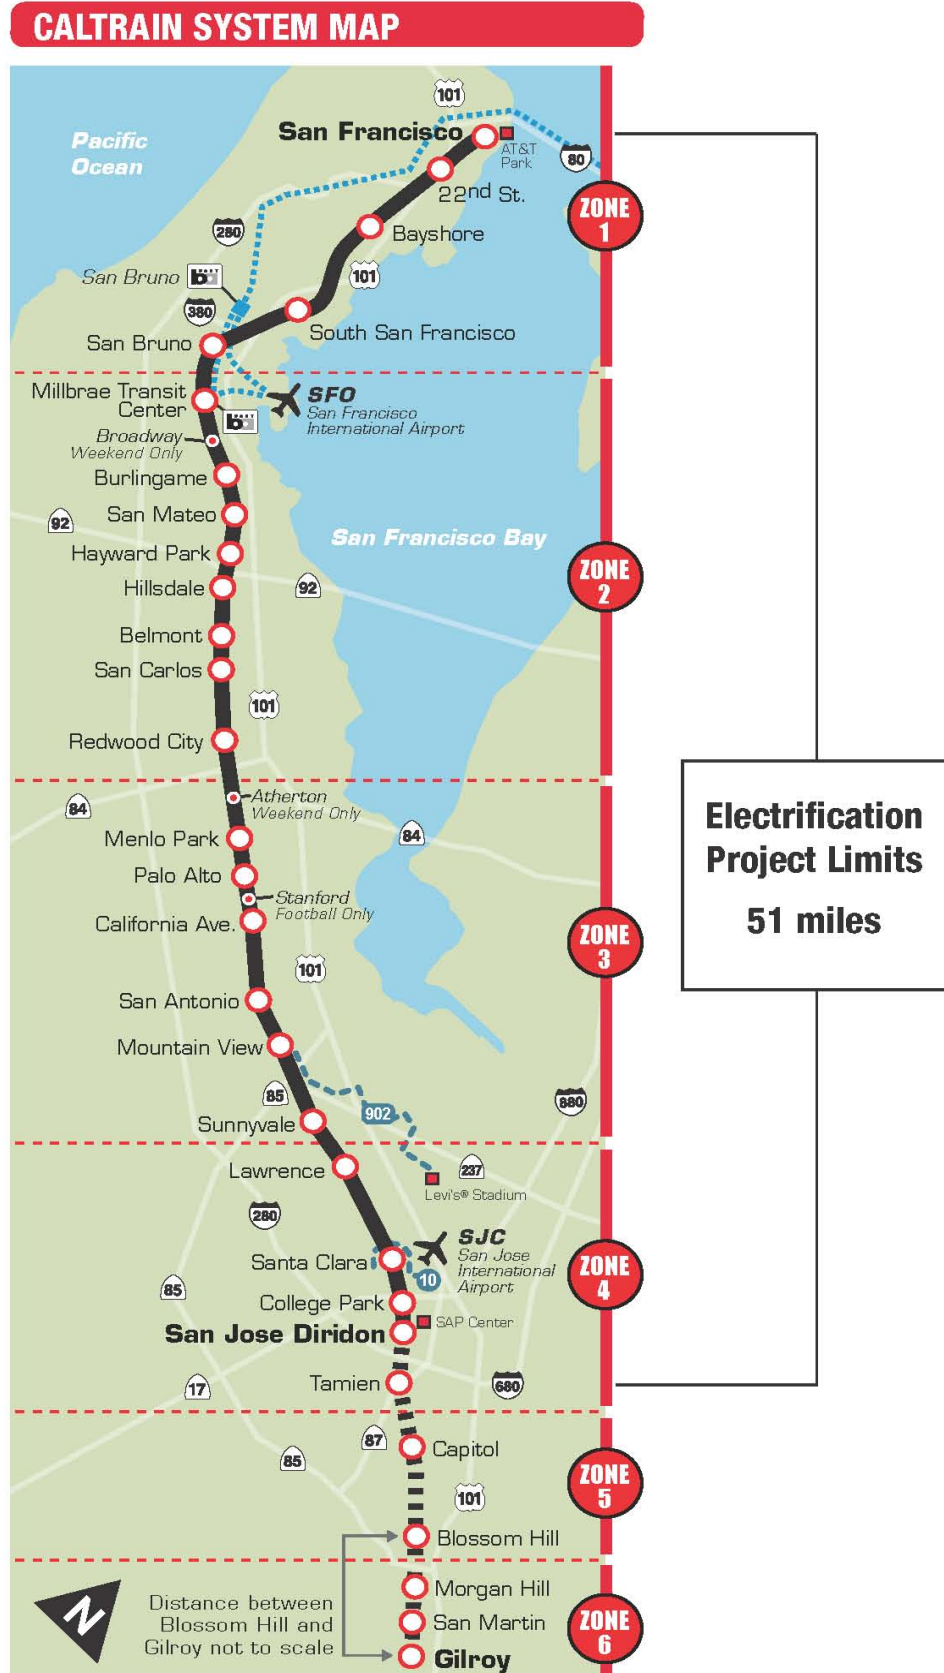 CALTRAIN SYSTEM MAP
101
Pacific
Ocean
San Francisco
AT&T
Park
80
22nd St.
ZONE
1
280
Bayshore
101
San Bruno
ba
380
South San Francisco
San Bruno
Millbrae Transit
Center
SFO
San Francisco
International Airport
ba
Broadway
Weekend Only
Burlingame
San Mateo
92
San Francisco Bay
Hayward Park
ZONE
2
Hillsdale
92
Belmont
San Carlos
101
Redwood City
Atherton
Weekend Only
84
84
Menlo Park
Palo Alto
Stanford
Football Only
California Ave.
ZONE
3
101
San Antonio
Mountain View
85
902
880
Sunnyvale
Lawrence
237
Levi's® Stadium
280
SJC
San Jose
International
Airport
Santa Clara
10
ZONE
4
85
College Park
SAP Center
San Jose Diridon
Tamien
17
680
87
Capitol
85
ZONE
5
101
Blossom Hill
Morgan Hill
Distance between
Blossom Hill and
Gilroy not to scale
N
San Martin
ZONE
6
Gilroy
Electrification
Project Limits
51 miles